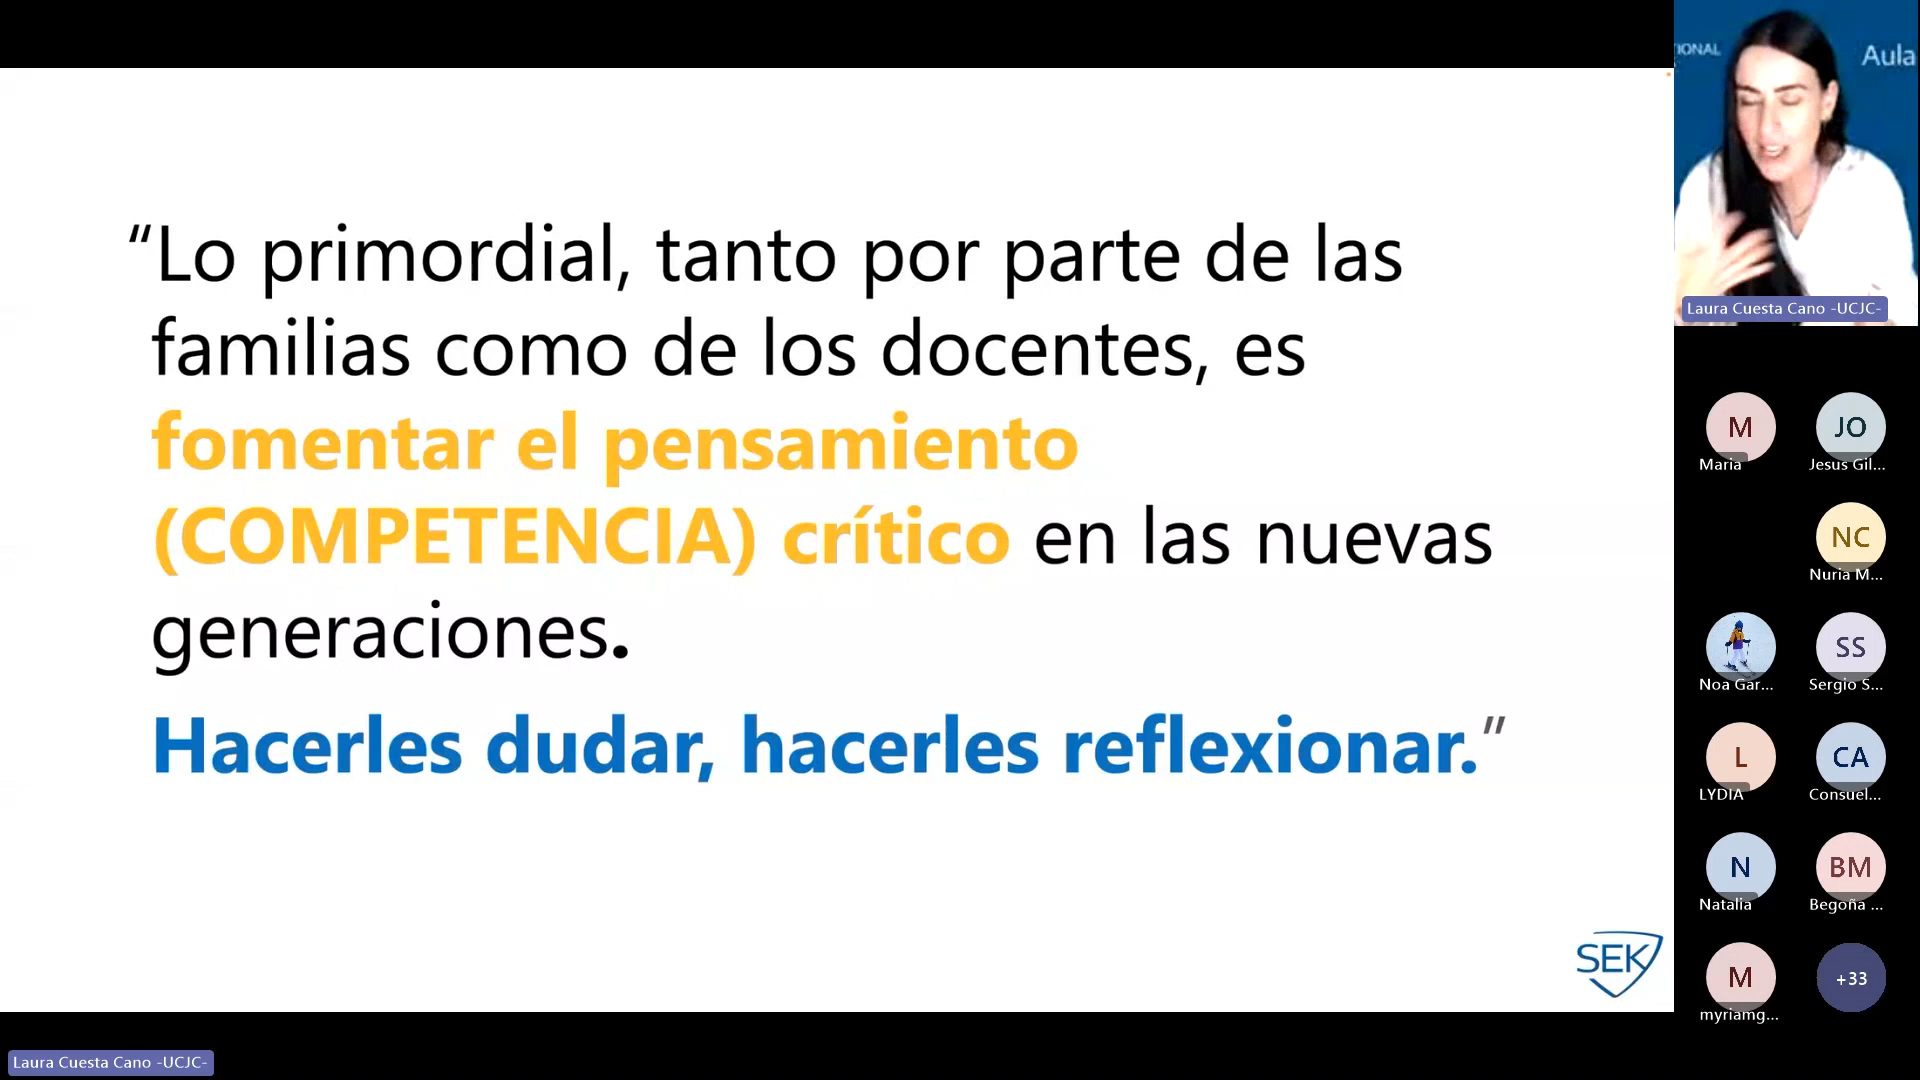 “Lo primordial, tanto por parte de las
familias como de los docentes, es
fomentar el pensamiento
(COMPETENCIA) crítico en las nuevas
generaciones.
Hacerles dudar, hacerles reflexionar.”
SEK
Laura Cuesta Cano -UCJC-
IONAL
Aula
Laura Cuesta Cano -UCJC-
M
Maria
JO
Jesus Gil...
NC
Nuria M...
Noa Gar...
SS
Sergio S...
L
LYDIA
CA
Consuel...
N
Natalia
BM
Begoña ...
M
myriamg...
+33